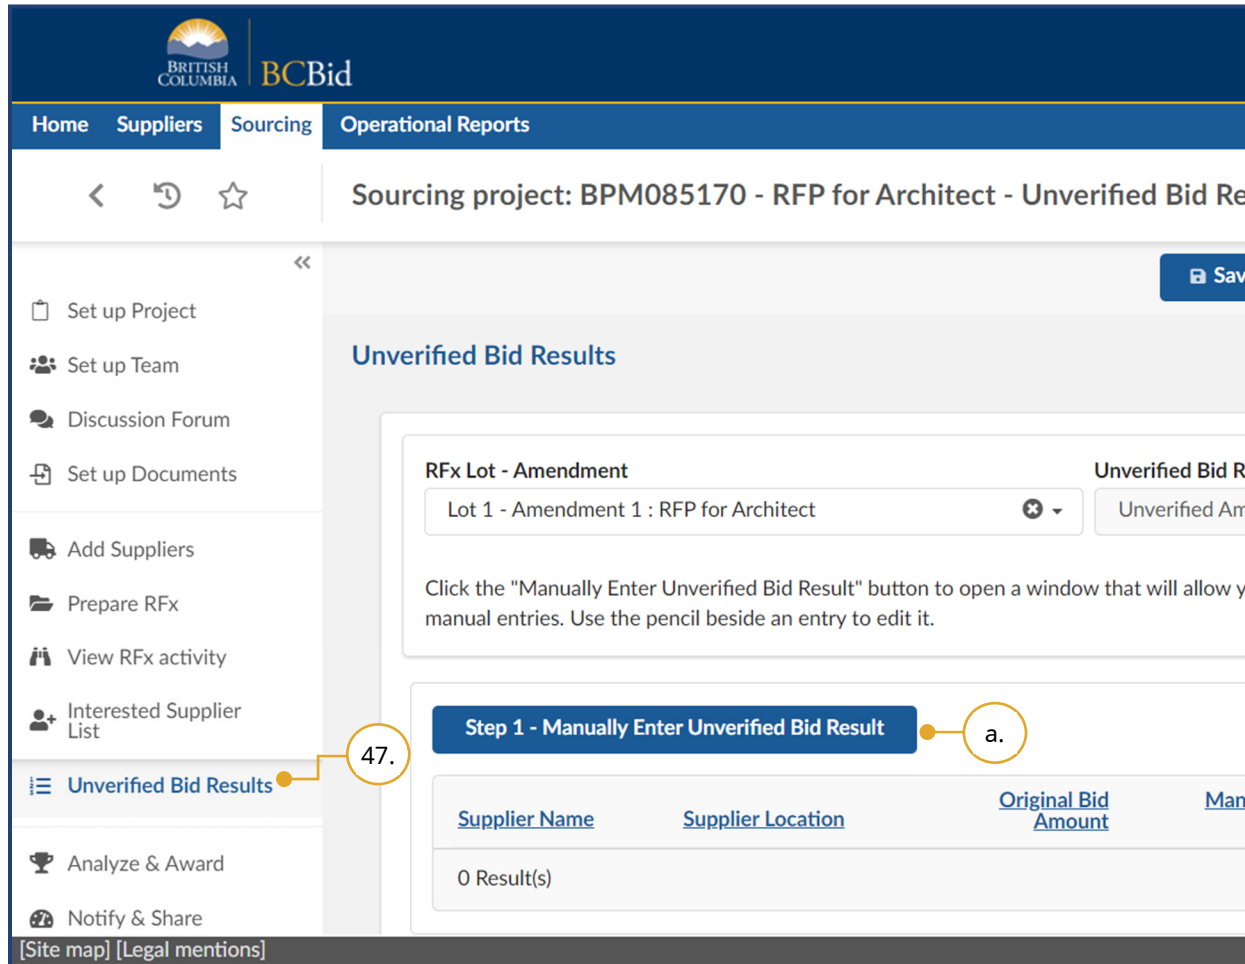 BRITISH
COLUMBIA
BCBid
Home Suppliers Sourcing Operational Reports
Sourcing project: BPM085170 - RFP for Architect - Unverified Bid Re
Sav
Set up Project
Set up Team
Discussion Forum
Set up Documents
Add Suppliers
Prepare RFx
View RFx activity
Interested Supplier
List
Unverified Bid Results
47.
Analyze & Award
Notify & Share
Unverified Bid Results
RFx Lot - Amendment
Unverified Bid R
Lot 1 - Amendment 1 : RFP for Architect
Unverified Am
Click the "Manually Enter Unverified Bid Result" button to open a window that will allow y
manual entries. Use the pencil beside an entry to edit it.
Step 1 - Manually Enter Unverified Bid Result
a.
Supplier Name Supplier Location Original Bid
Amount
Man
0 Result(s)
[Site map] [Legal mentions]